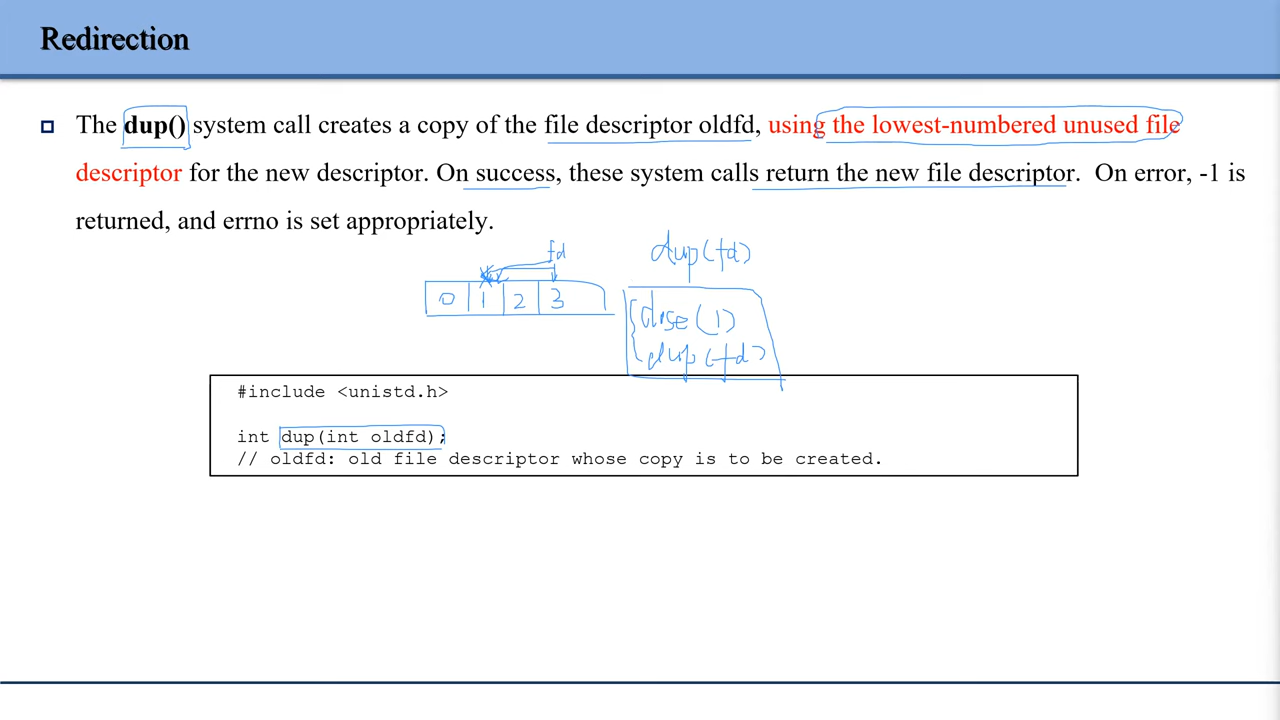 Redirection
The dup() system call creates a copy of the file descriptor oldfd, using the lowest-numbered unused file
descriptor for the new descriptor. On success, these system calls return the new file descriptor. On error, -1 is
returned, and errno is set appropriately.
fd
dup(fd)
0 1 2 3
close(1)
dup(fd)
#include <unistd.h>
int dup(int oldfd);
// oldfd: old file descriptor whose copy is to be created.